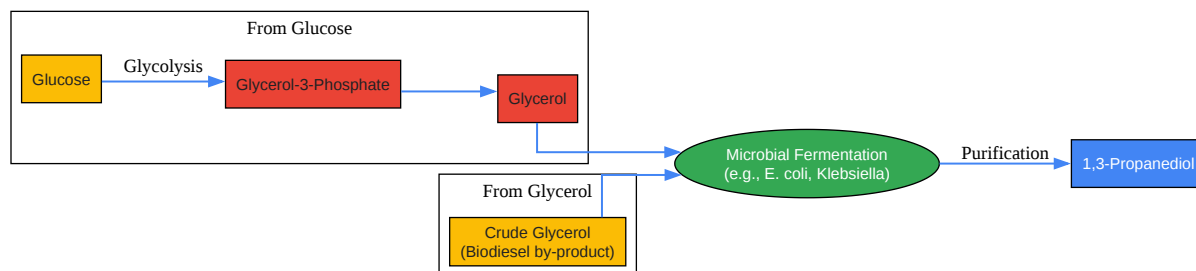 From Glucose
Glucose
Glycolysis
Glycerol-3-Phosphate
Glycerol
Microbial Fermentation
(e.g., E. coli, Klebsiella)
Purification
1,3-Propanediol
From Glycerol
Crude Glycerol
(Biodiesel by-product)